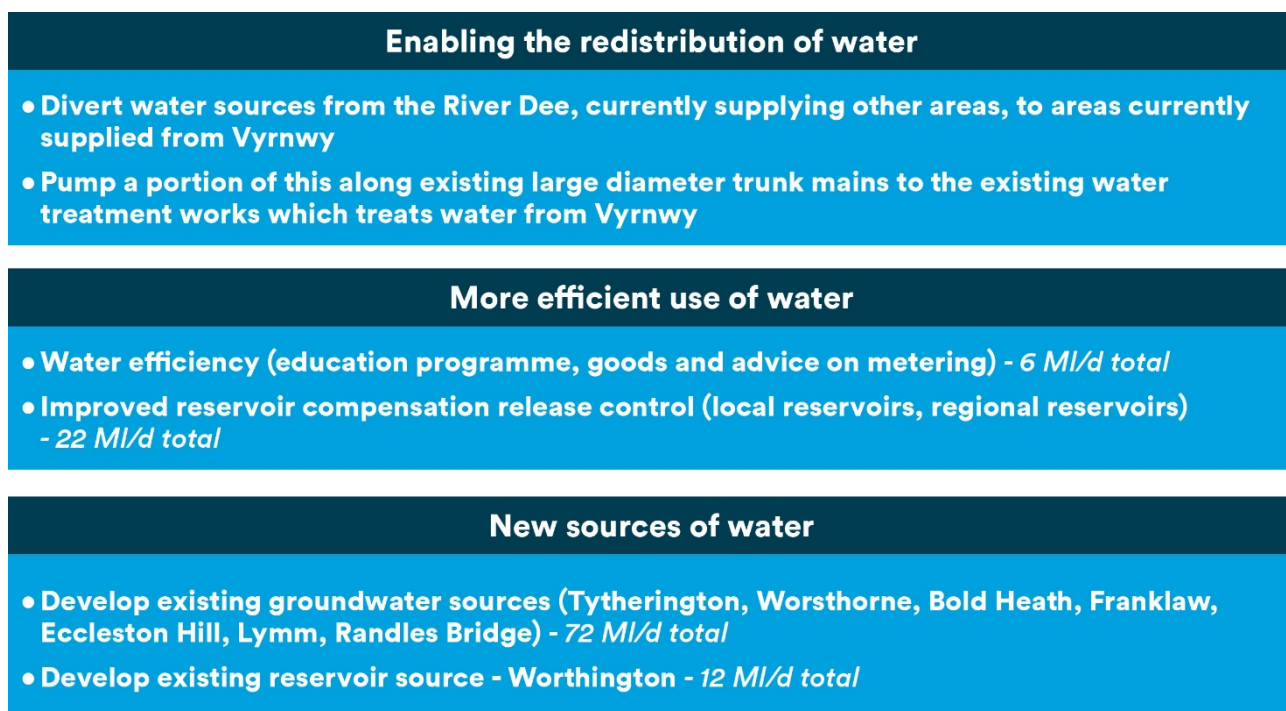 Enabling the redistribution of water
• Divert water sources from the River Dee, currently supplying other areas, to areas currently
supplied from Vyrnwy
• Pump a portion of this along existing large diameter trunk mains to the existing water
treatment works which treats water from Vyrnwy
More efficient use of water
• Water efficiency (education programme, goods and advice on metering) - 6 Ml/d total
• Improved reservoir compensation release control (local reservoirs, regional reservoirs)
- 22 Ml/d total
New sources of water
• Develop existing groundwater sources (Tytherington, Worsthorne, Bold Heath, Franklaw,
Eccleston Hill, Lymm, Randles Bridge) - 72 Ml/d total
• Develop existing reservoir source - Worthington - 12 Ml/d total